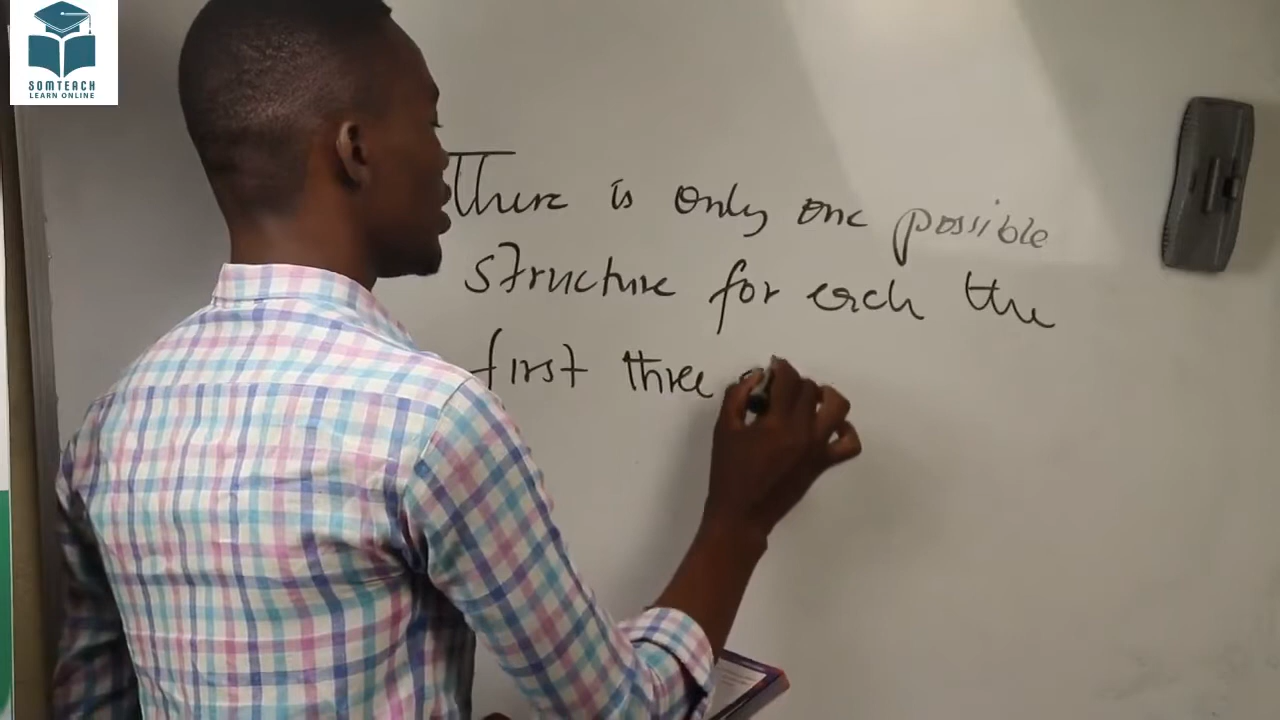 SOMTEACH
LEARN ONLINE
There is only one possible
structure for each the
first three